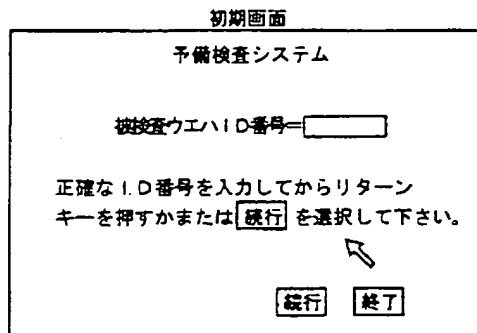 初期画面
予備検査システム
被検査ウエハID番号=
正確なI.D番号を入力してからリターン
キーを押すかまたは 続行 を選択して下さい。
続行 終了